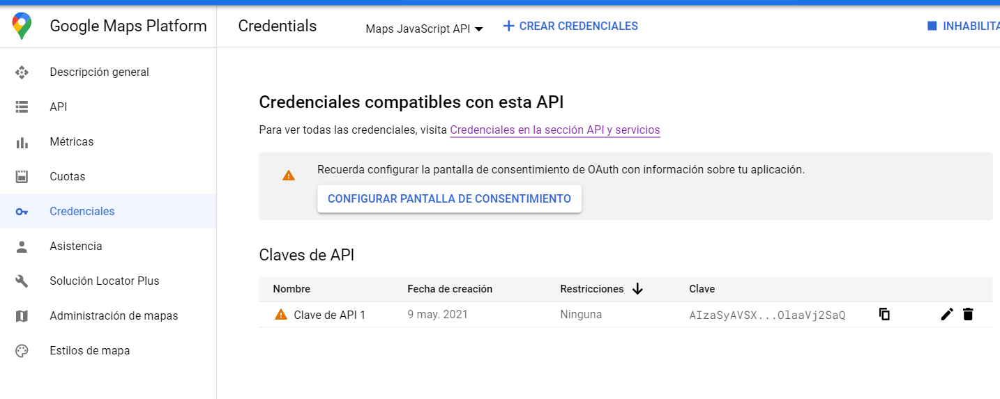 Google Maps Platform
Credentials
Maps JavaScript API
CREAR CREDENCIALES
INHABILITA
Descripción general
API
Métricas
Cuotas
Credenciales
Asistencia
Solución Locator Plus
Administración de mapas
Estilos de mapa
Credenciales compatibles con esta API
Para ver todas las credenciales, visita Credenciales en la sección API y servicios
Recuerda configurar la pantalla de consentimiento de OAuth con información sobre tu aplicación.
CONFIGURAR PANTALLA DE CONSENTIMIENTO
Claves de API
Nombre Fecha de creación Restricciones Clave
Clave de API 1 9 may. 2021 Ninguna AIzaSyAVSX...OlaaVj2SaQ